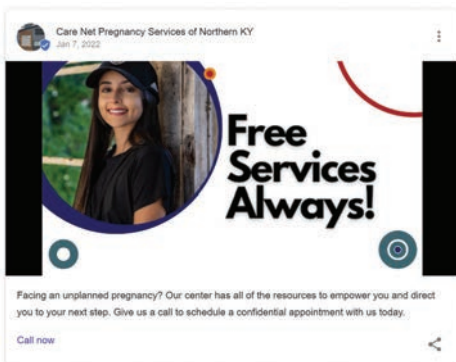 Care Net Pregnancy Services of Northern KY
Jan 7, 2022
Free
Services
Always!
Facing an unplanned pregnancy? Our center has all of the resources to empower you and direct
you to your next step. Give us a call to schedule a confidential appointment with us today.
Call now